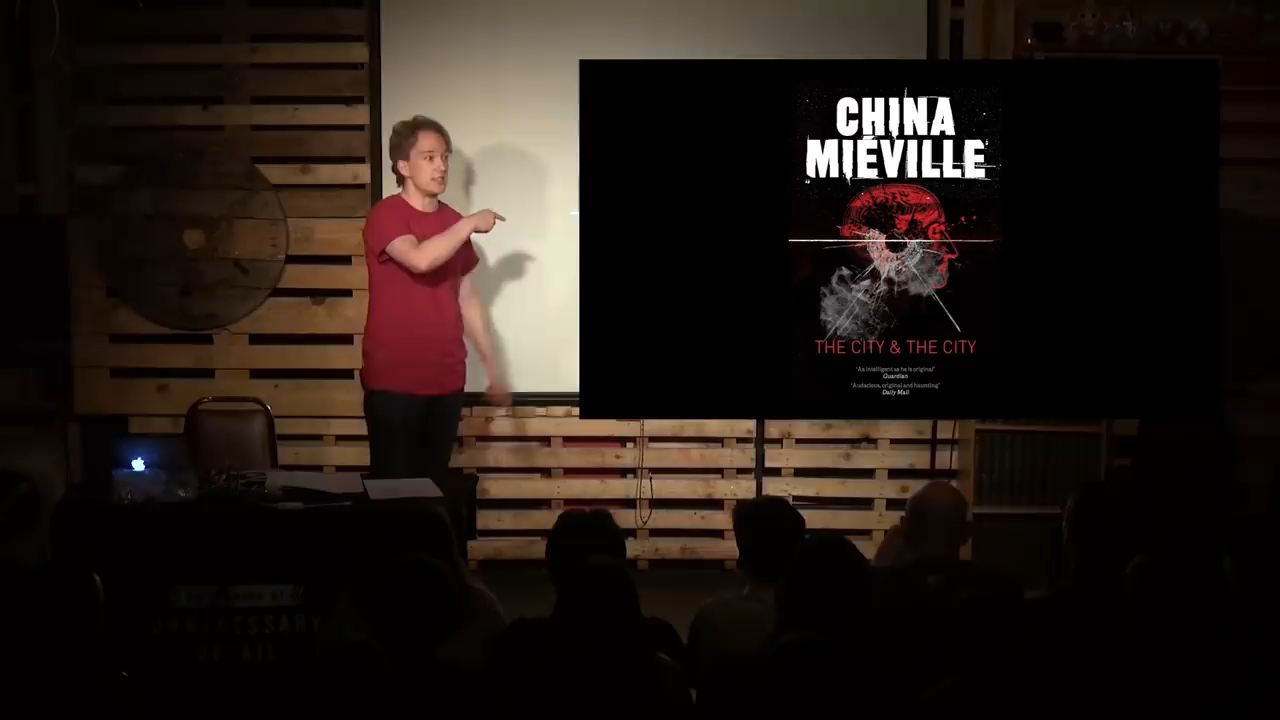 CHINA
MIÉVILLE
THE CITY & THE CITY
'As intelligent as he is original'
Guardian
'Audacious, original and haunting'
Daily Mail